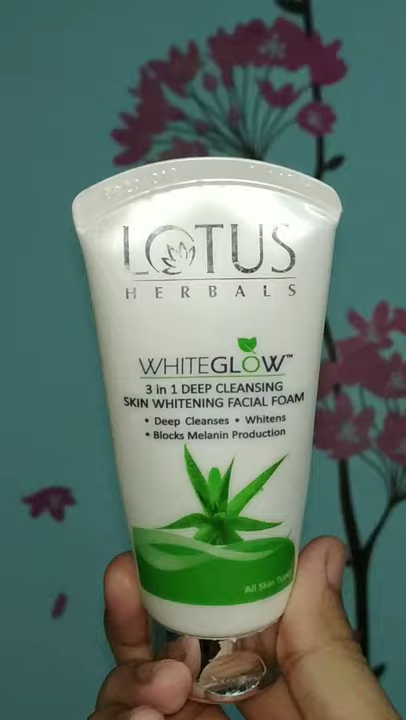 LOTUS
HERBALS
WHITEGLOW™
3 in 1 DEEP CLEANSING
SKIN WHITENING FACIAL FOAM
• Deep Cleanses • Whitens
• Blocks Melanin Production
All Skin Types